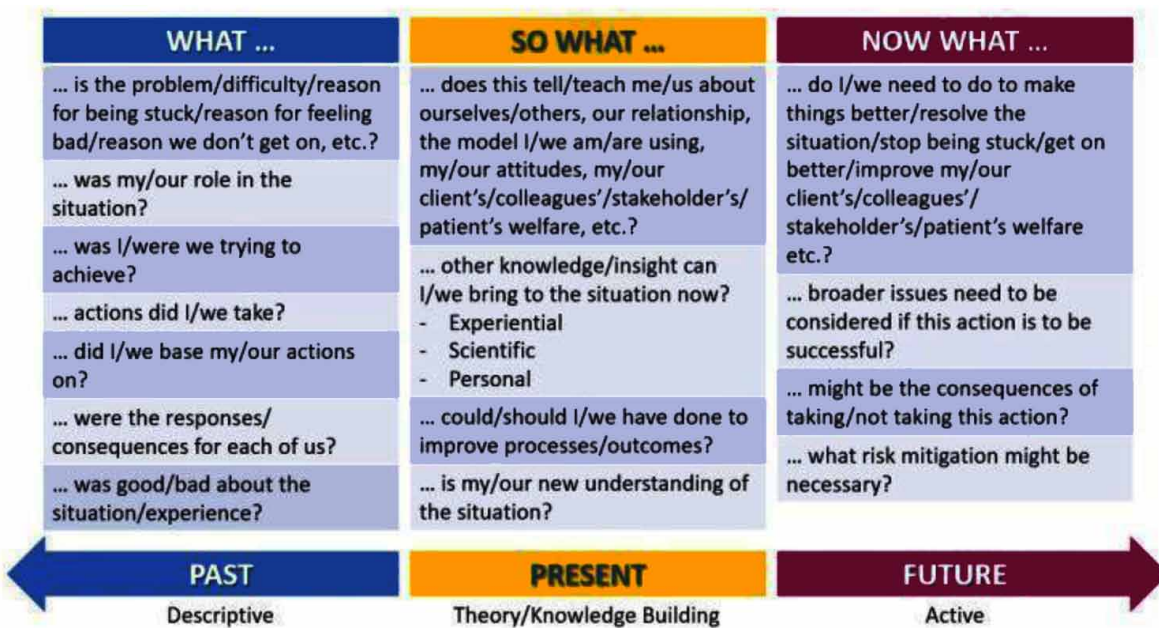 WHAT ...
... is the problem/difficulty/reason
for being stuck/reason for feeling
bad/reason we don't get on, etc.?
... was my/our role in the
situation?
... was I/were we trying to
achieve?
... actions did I/we take?
... did I/we base my/our actions
on?
... were the responses/
consequences for each of us?
... was good/bad about the
situation/experience?
SO WHAT ...
... does this tell/teach me/us about
ourselves/others, our relationship,
the model I/we am/are using,
my/our attitudes, my/our
client's/colleagues'/stakeholder's/
patient's welfare, etc.?
... other knowledge/insight can
I/we bring to the situation now?
- Experiential
- Scientific
- Personal
... could/should I/we have done to
improve processes/outcomes?
... is my/our new understanding of
the situation?
NOW WHAT ...
... do I/we need to do to make
things better/resolve the
situation/stop being stuck/get on
better/improve my/our
client's/colleagues'/
stakeholder's/patient's welfare
etc.?
... broader issues need to be
considered if this action is to be
successful?
... might be the consequences of
taking/not taking this action?
... what risk mitigation might be
necessary?
PAST
Descriptive
PRESENT
Theory/Knowledge Building
FUTURE
Active